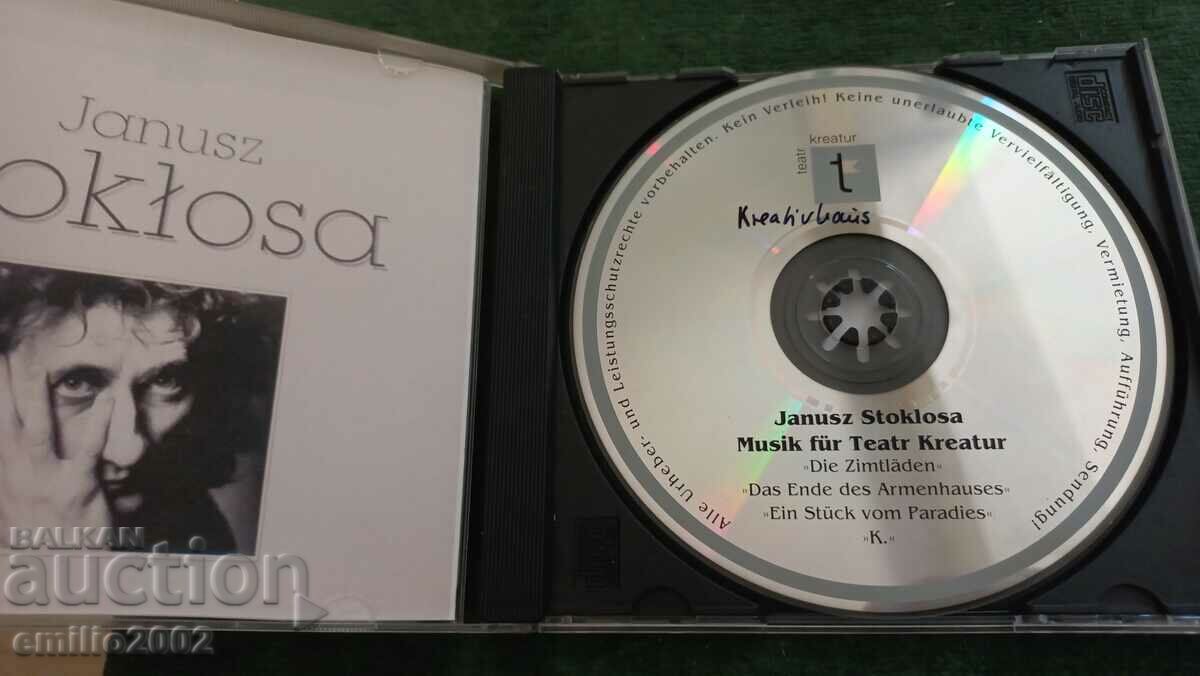 Janusz
okłosa
Alle Urheber- und Leistungsschutzrechte vorbehalten. Kein Verleih! Keine unerlaubte Vervielfältigung, Vermietung, Aufführung, Sendung!
teatr
kreatur
t
Kreativhaus
Janusz Stoklosa
Musik für Teatr Kreatur
»Die Zimtläden«
»Das Ende des Armenhauses«
»Ein Stück vom Paradies«
»K.«
BALKAN
auction
emilio2002